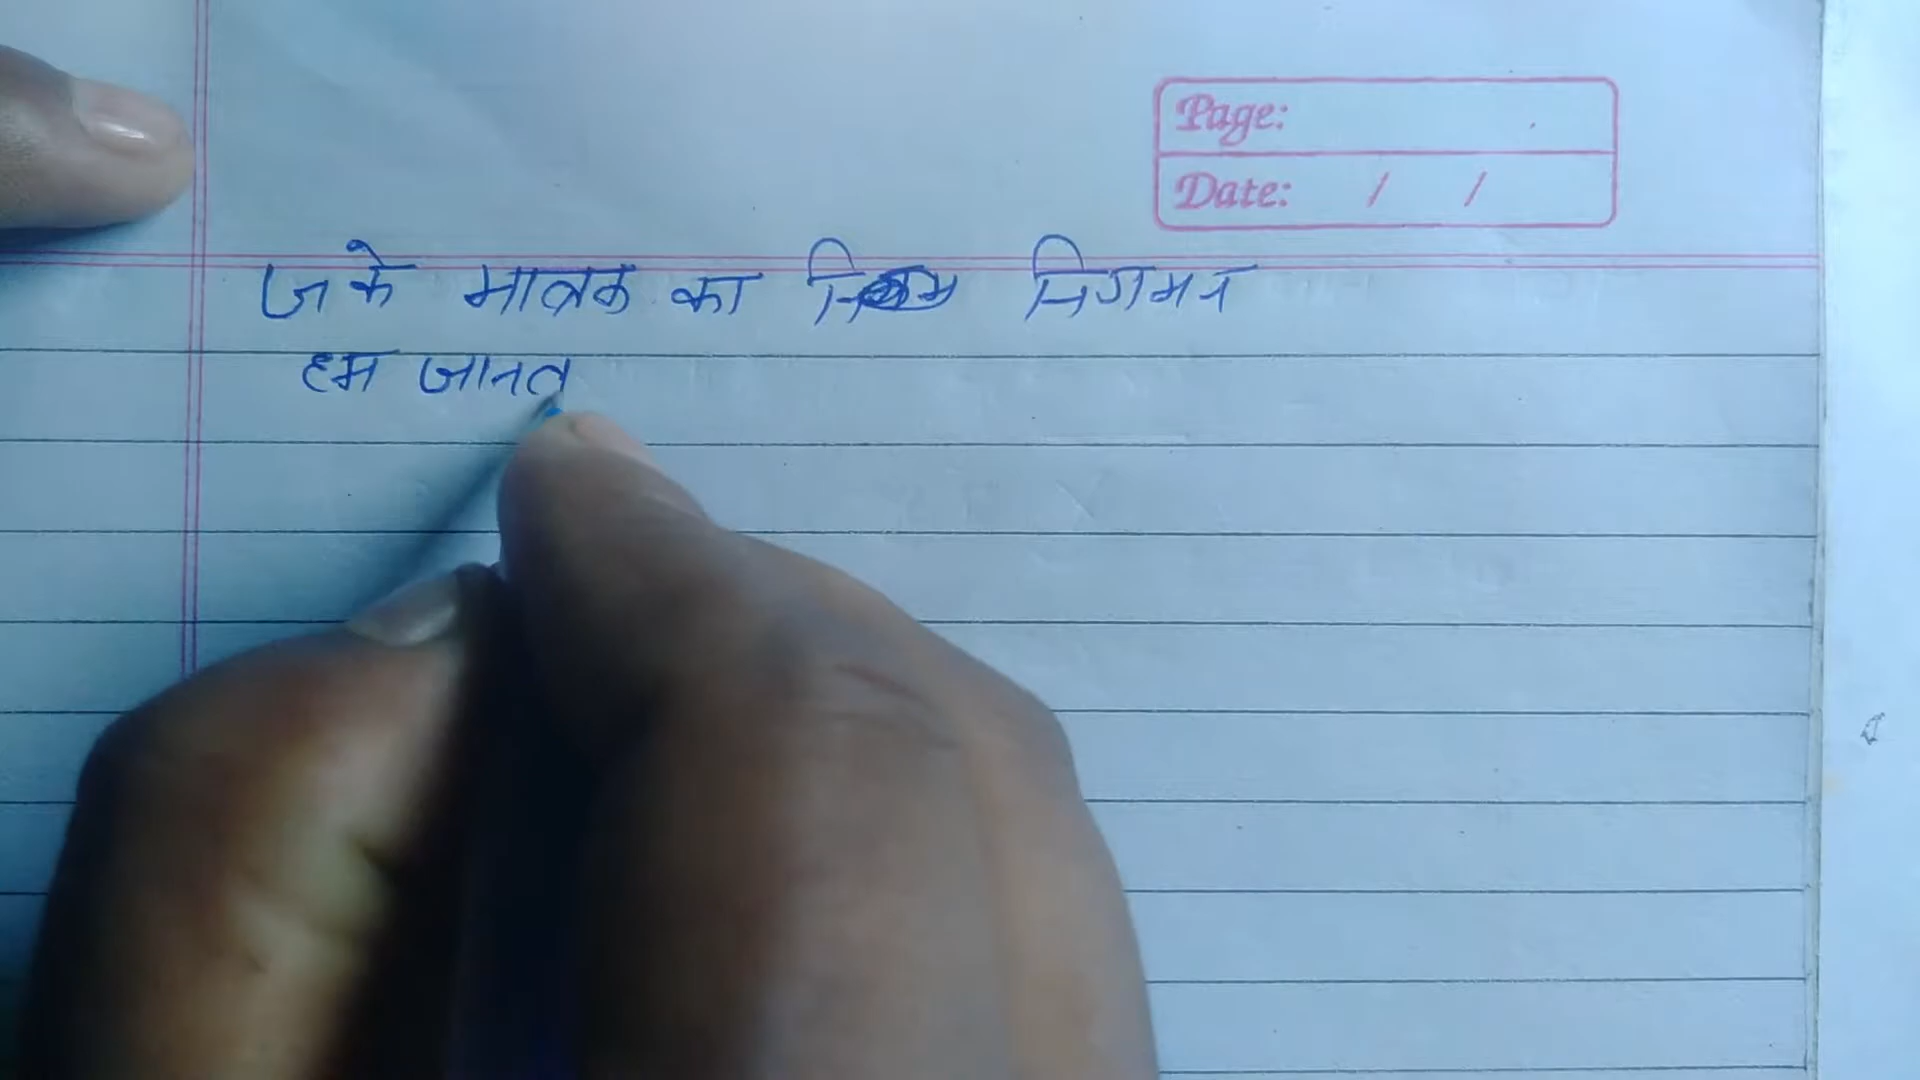 Page:
Date: / /
ज के मात्रक का निगमन
हम जानत